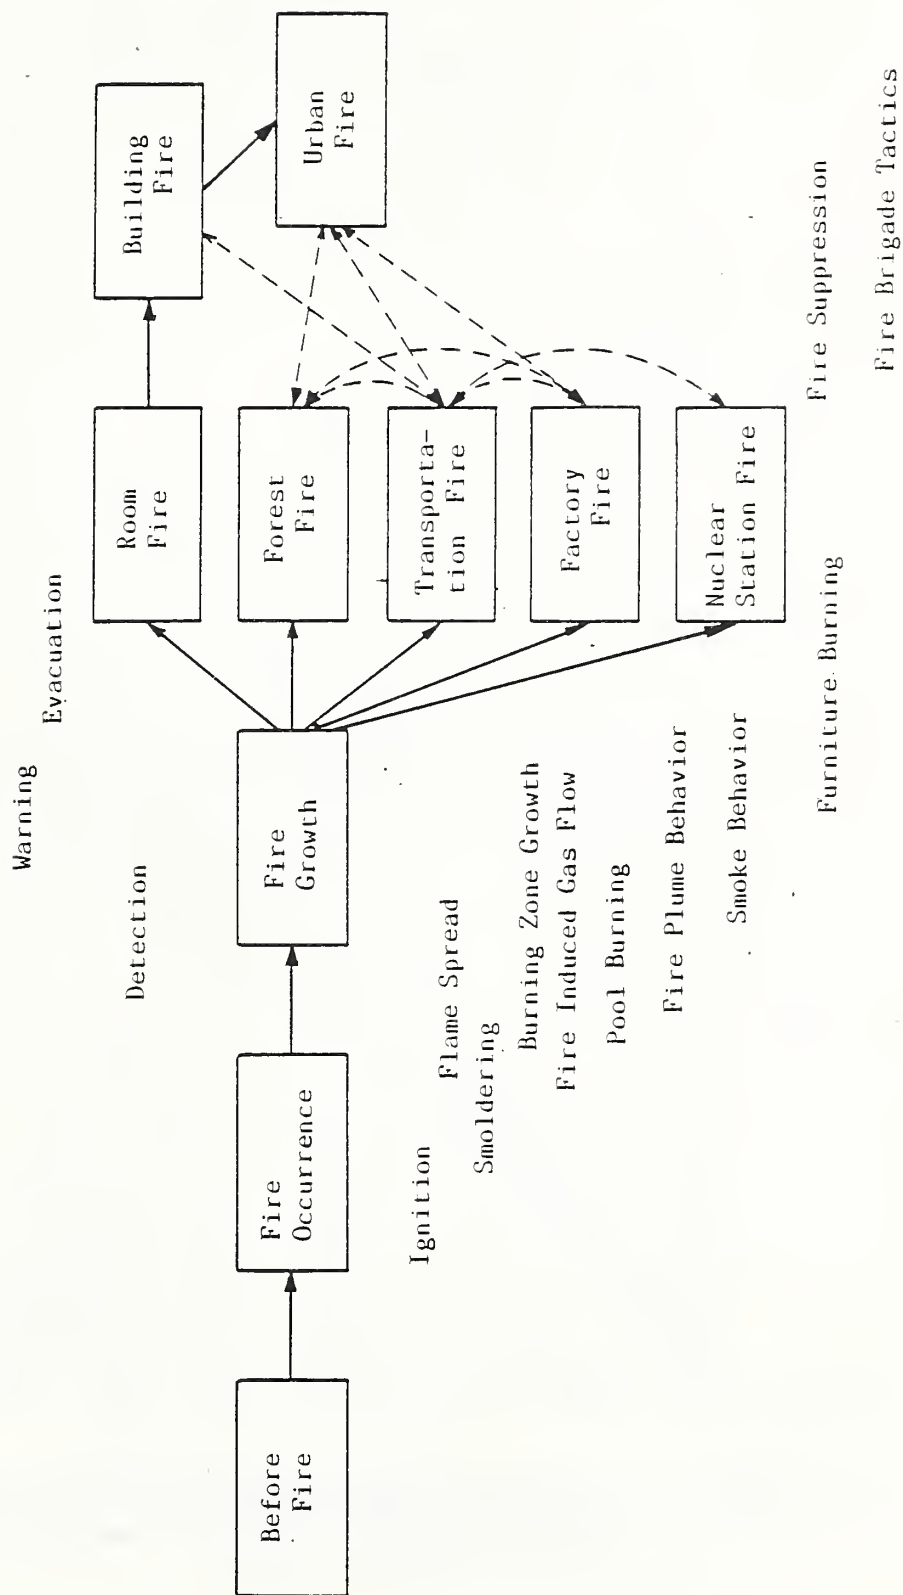 Warning
Evacuation
Detection
Before
Fire
Fire
Occurrence
Fire
Growth
Room
Fire
Building
Fire
Urban
Fire
Forest
Fire
Transporta-
tion Fire
Factory
Fire
Nuclear
Station Fire
Ignition
Flame Spread
Smoldering
Burning Zone Growth
Fire Induced Gas Flow
Pool Burning
Fire Plume Behavior
Smoke Behavior
Furniture Burning
Fire Suppression
Fire Brigade Tactics